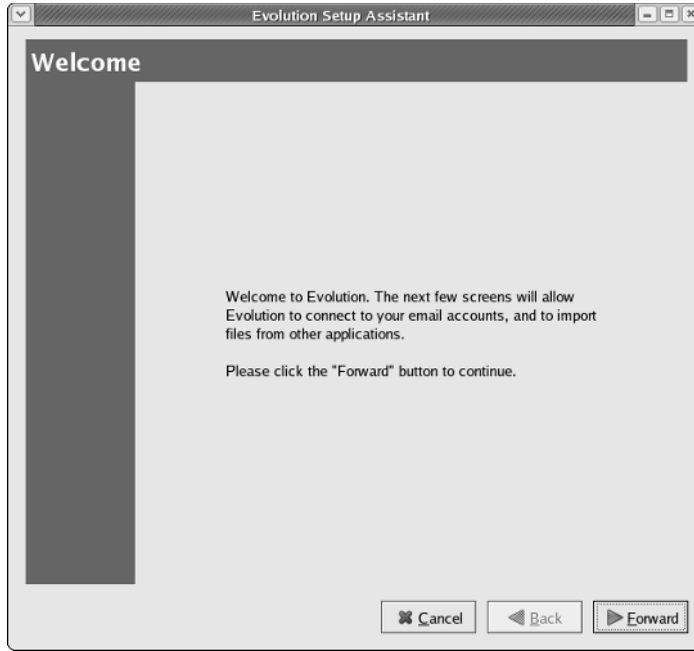 Evolution Setup Assistant
Welcome
Welcome to Evolution. The next few screens will allow
Evolution to connect to your email accounts, and to import
files from other applications.
Please click the "Forward" button to continue.
Cancel
Back
Forward